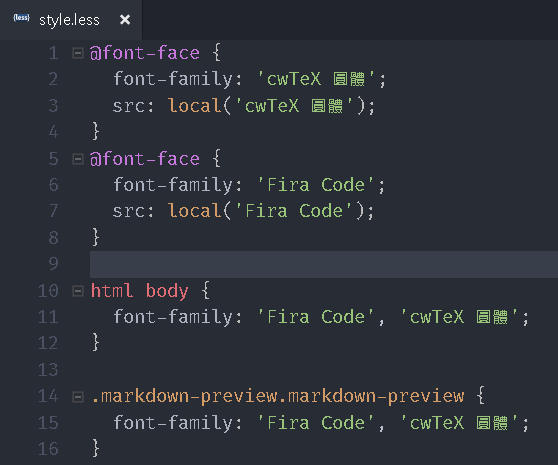 {less} style.less ×
1 @font-face {
2 font-family: 'cwTeX 圓體';
3 src: local('cwTeX 圓體');
4 }
5 @font-face {
6 font-family: 'Fira Code';
7 src: local('Fira Code');
8 }
9
10 html body {
11 font-family: 'Fira Code', 'cwTeX 圓體';
12 }
13
14 .markdown-preview.markdown-preview {
15 font-family: 'Fira Code', 'cwTeX 圓體';
16 }